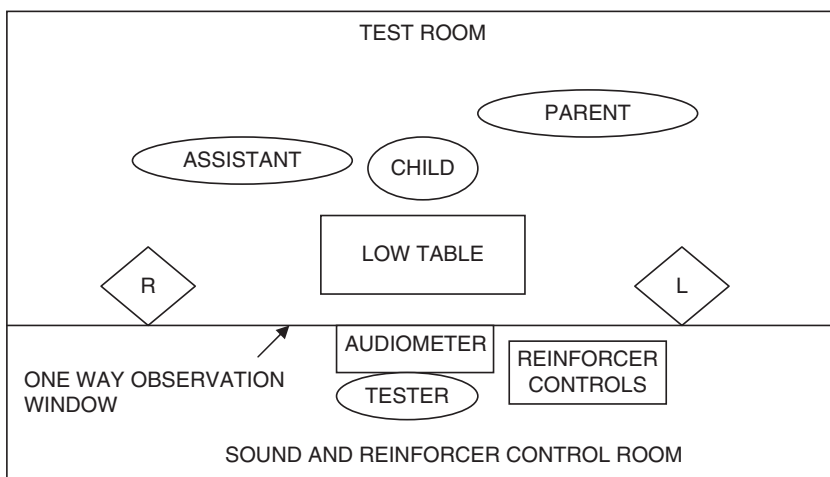 TEST ROOM
PARENT
ASSISTANT
CHILD
LOW TABLE
R
L
AUDIOMETER
REINFORCER
CONTROLS
ONE WAY OBSERVATION
WINDOW
TESTER
SOUND AND REINFORCER CONTROL ROOM